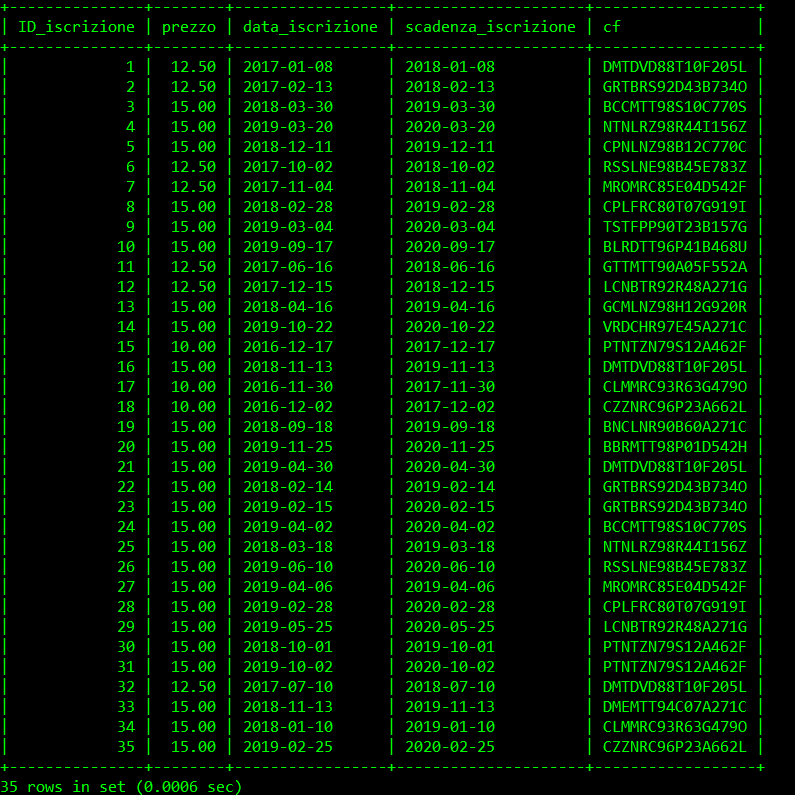 +---------------+--------+-----------------+--------------------+------------------+
| ID_iscrizione | prezzo | data_iscrizione | scadenza_iscrizione | cf               |
+---------------+--------+-----------------+--------------------+------------------+
|             1 |  12.50 | 2017-01-08      | 2018-01-08          | DMTDVD88T10F205L |
|             2 |  12.50 | 2017-02-13      | 2018-02-13          | GRTBRS92D43B734O |
|             3 |  15.00 | 2018-03-30      | 2019-03-30          | BCCMTT98S10C770S |
|             4 |  15.00 | 2019-03-20      | 2020-03-20          | NTNLRZ98R44I156Z |
|             5 |  15.00 | 2018-12-11      | 2019-12-11          | CPNLNZ98B12C770C |
|             6 |  12.50 | 2017-10-02      | 2018-10-02          | RSSLNE98B45E783Z |
|             7 |  12.50 | 2017-11-04      | 2018-11-04          | MROMRC85E04D542F |
|             8 |  15.00 | 2018-02-28      | 2019-02-28          | CPLFRC80T07G919I |
|             9 |  15.00 | 2019-03-04      | 2020-03-04          | TSTFPP90T23B157G |
|            10 |  15.00 | 2019-09-17      | 2020-09-17          | BLRDTT96P41B468U |
|            11 |  12.50 | 2017-06-16      | 2018-06-16          | GTTMTT90A05F552A |
|            12 |  12.50 | 2017-12-15      | 2018-12-15          | LCNBTR92R48A271G |
|            13 |  15.00 | 2018-04-16      | 2019-04-16          | GCMLNZ98H12G920R |
|            14 |  15.00 | 2019-10-22      | 2020-10-22          | VRDCHR97E45A271C |
|            15 |  10.00 | 2016-12-17      | 2017-12-17          | PTNTZN79S12A462F |
|            16 |  15.00 | 2018-11-13      | 2019-11-13          | DMTDVD88T10F205L |
|            17 |  10.00 | 2016-11-30      | 2017-11-30          | CLMMRC93R63G479O |
|            18 |  10.00 | 2016-12-02      | 2017-12-02          | CZZNRC96P23A662L |
|            19 |  15.00 | 2018-09-18      | 2019-09-18          | BNCLNR90B60A271C |
|            20 |  15.00 | 2019-11-25      | 2020-11-25          | BBRMTT98P01D542H |
|            21 |  15.00 | 2019-04-30      | 2020-04-30          | DMTDVD88T10F205L |
|            22 |  15.00 | 2018-02-14      | 2019-02-14          | GRTBRS92D43B734O |
|            23 |  15.00 | 2019-02-15      | 2020-02-15          | GRTBRS92D43B734O |
|            24 |  15.00 | 2019-04-02      | 2020-04-02          | BCCMTT98S10C770S |
|            25 |  15.00 | 2018-03-18      | 2019-03-18          | NTNLRZ98R44I156Z |
|            26 |  15.00 | 2019-06-10      | 2020-06-10          | RSSLNE98B45E783Z |
|            27 |  15.00 | 2019-04-06      | 2019-04-06          | MROMRC85E04D542F |
|            28 |  15.00 | 2019-02-28      | 2020-02-28          | CPLFRC80T07G919I |
|            29 |  15.00 | 2019-05-25      | 2020-05-25          | LCNBTR92R48A271G |
|            30 |  15.00 | 2018-10-01      | 2019-10-01          | PTNTZN79S12A462F |
|            31 |  15.00 | 2019-10-02      | 2020-10-02          | PTNTZN79S12A462F |
|            32 |  12.50 | 2017-07-10      | 2018-07-10          | DMTDVD88T10F205L |
|            33 |  15.00 | 2018-11-13      | 2019-11-13          | DMEMTT94C07A271C |
|            34 |  15.00 | 2018-01-10      | 2019-01-10          | CLMMRC93R63G479O |
|            35 |  15.00 | 2019-02-25      | 2020-02-25          | CZZNRC96P23A662L |
+---------------+--------+-----------------+--------------------+------------------+
35 rows in set (0.0006 sec)